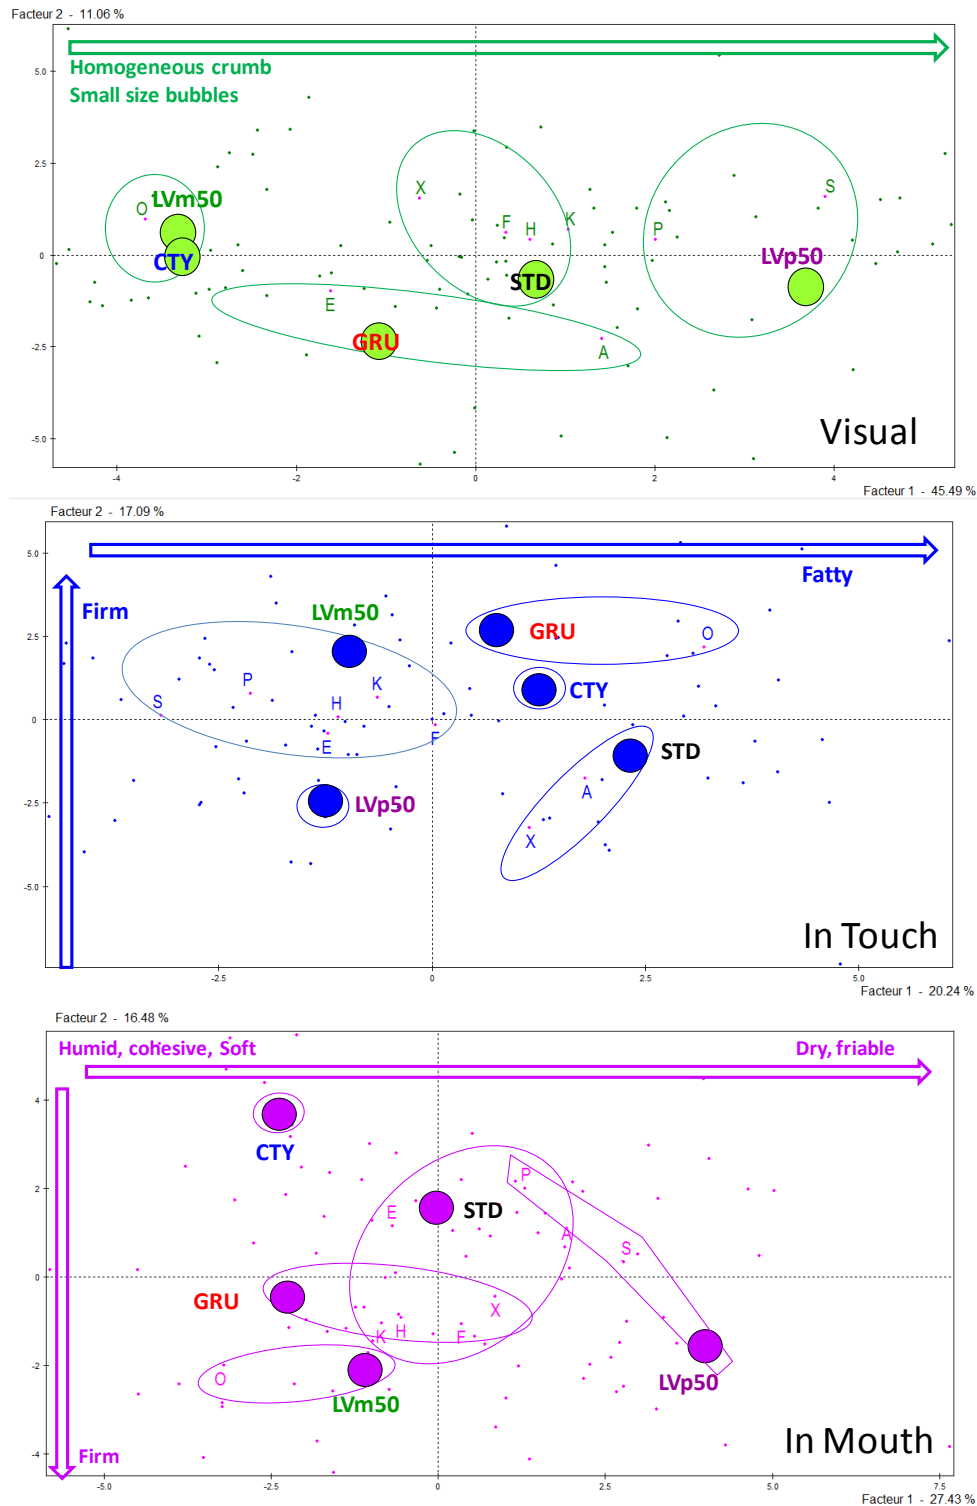 Facteur 2 - 11.06 %
Homogeneous crumb
Small size bubbles
5.0
2.5
0
-2.5
-5.0
LVm50
O
CTY
X
F
H
K
STD
P
S
LVp50
E
GRU
A
Visual
-4
-2
0
2
4
Facteur 1 - 45.49 %
Facteur 2 - 17.09 %
5.0
2.5
0
-2.5
-5.0
Fatty
Firm
LVm50
GRU
O
P
K
CTY
S
H
E
F
STD
LVp50
A
X
In Touch
-2.5
0
2.5
5.0
Facteur 1 - 20.24 %
Facteur 2 - 16.48 %
Humid, cohesive, Soft
Dry, friable
4
2
0
-2
-4
CTY
P
E
STD
A
S
GRU
X
K
H
F
O
LVm50
LVp50
Firm
In Mouth
-5.0
-2.5
0
2.5
5.0
7.5
Facteur 1 - 27.43 %